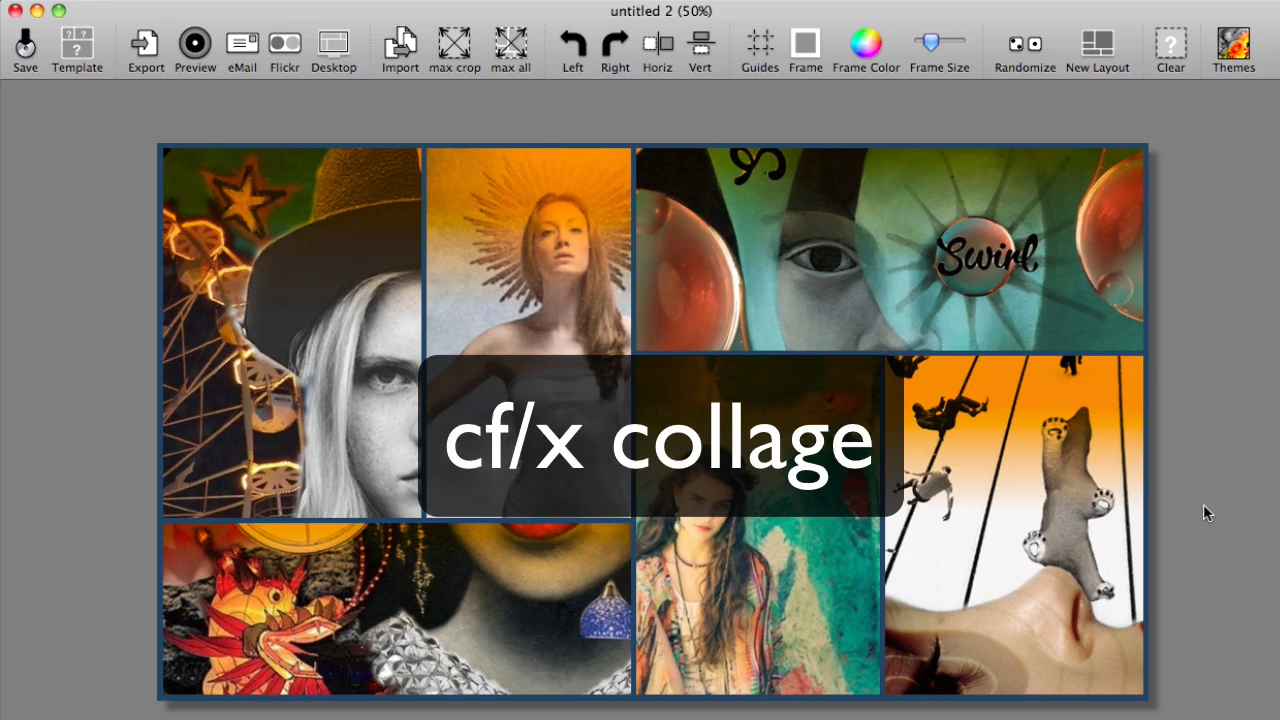 untitled 2 (50%)
? ? ?
Save Template Export Preview eMail Flickr Desktop Import max crop max all Left Right Horiz Vert Guides Frame Frame Color Frame Size Randomize New Layout Clear Themes
?
Swirl
cf/x collage